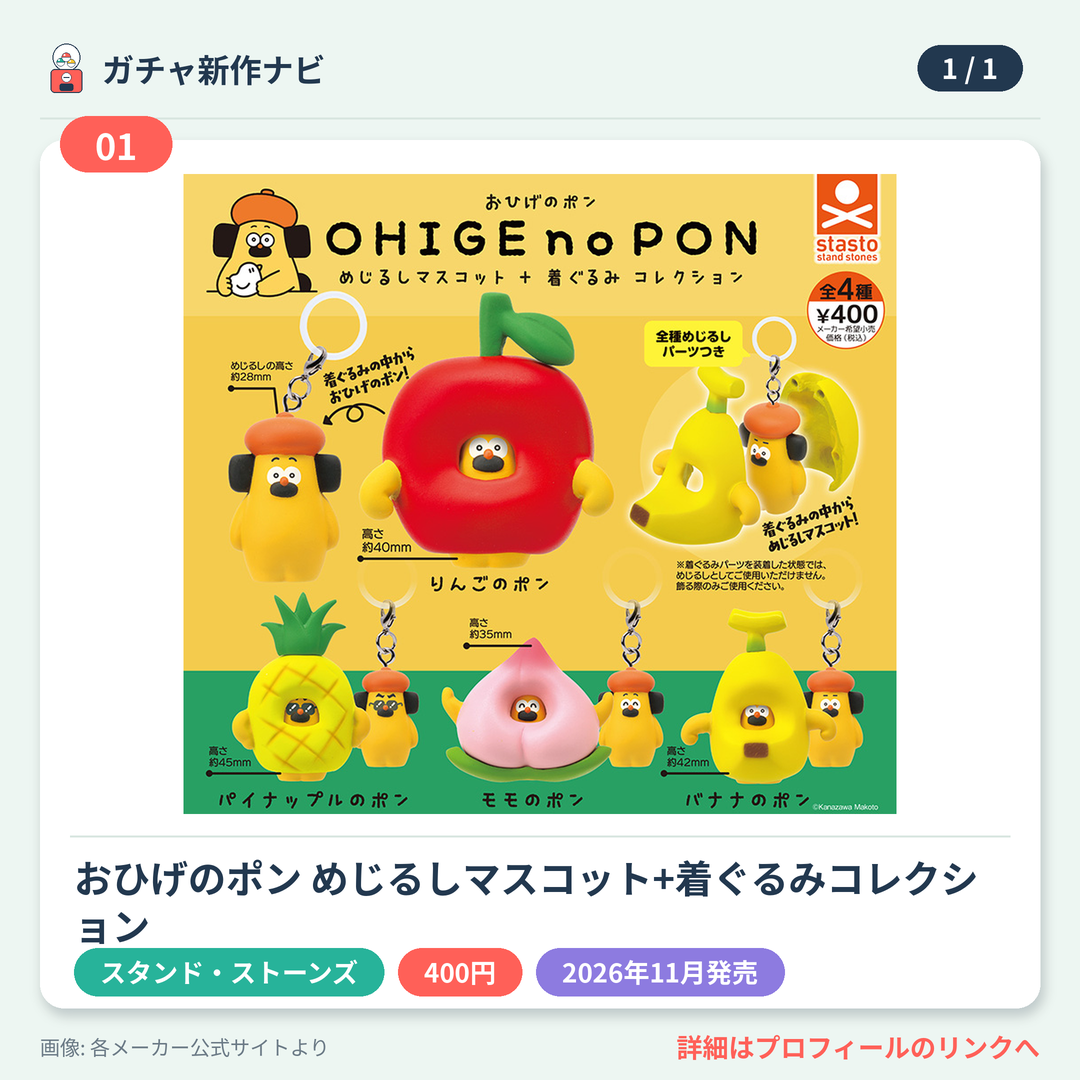 ガチャ新作ナビ
1 / 1
01
おひげのポン
OHIGE no PON
めじるしマスコット + 着ぐるみ コレクション
stasto
stand stones
全4種
¥400
メーカー希望小売
価格(税込)
めじるしの高さ
約28mm
着ぐるみの中から
おひげのポン!
全種めじるし
パーツつき
高さ
約40mm
りんごのポン
着ぐるみの中から
めじるしマスコット!
※着ぐるみパーツを装着した状態では、
めじるしとしてご使用いただけません。
飾る際のみご使用ください。
高さ
約45mm
パイナップルのポン
高さ
約35mm
モモのポン
高さ
約42mm
バナナのポン
©Kanazawa Makoto
おひげのポン めじるしマスコット+着ぐるみコレクシ
ョン
スタンド・ストーンズ
400円
2026年11月発売
画像: 各メーカー公式サイトより
詳細はプロフィールのリンクへ